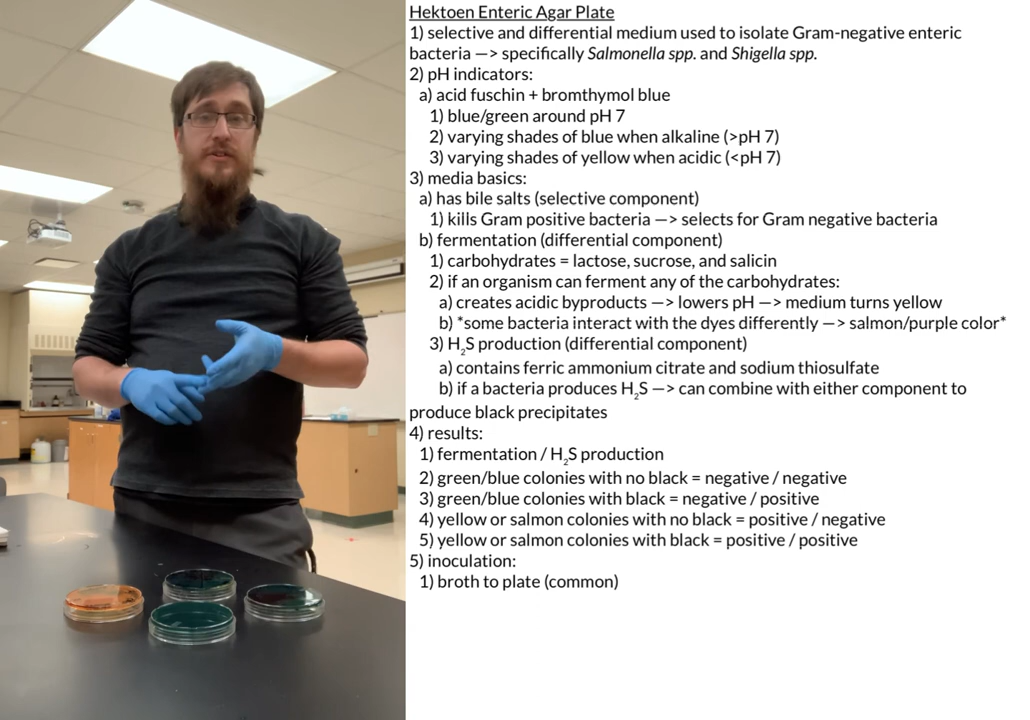 Hektoen Enteric Agar Plate
1) selective and differential medium used to isolate Gram-negative enteric
bacteria —> specifically Salmonella spp. and Shigella spp.
2) pH indicators:
a) acid fuschin + bromthymol blue
1) blue/green around pH 7
2) varying shades of blue when alkaline (>pH 7)
3) varying shades of yellow when acidic (<pH 7)
3) media basics:
a) has bile salts (selective component)
1) kills Gram positive bacteria —> selects for Gram negative bacteria
b) fermentation (differential component)
1) carbohydrates = lactose, sucrose, and salicin
2) if an organism can ferment any of the carbohydrates:
a) creates acidic byproducts —> lowers pH —> medium turns yellow
b) *some bacteria interact with the dyes differently —> salmon/purple color*
3) H₂S production (differential component)
a) contains ferric ammonium citrate and sodium thiosulfate
b) if a bacteria produces H₂S —> can combine with either component to
produce black precipitates
4) results:
1) fermentation / H₂S production
2) green/blue colonies with no black = negative / negative
3) green/blue colonies with black = negative / positive
4) yellow or salmon colonies with no black = positive / negative
5) yellow or salmon colonies with black = positive / positive
5) inoculation:
1) broth to plate (common)